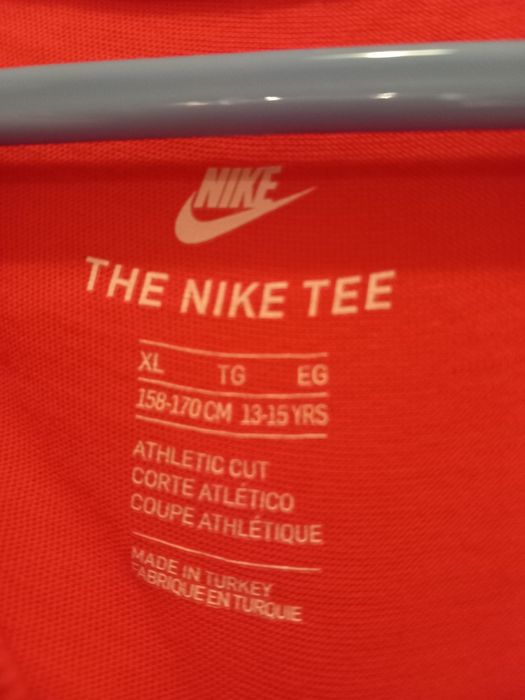 NIKE
THE NIKE TEE
XL TG EG
158-170 CM 13-15 YRS
ATHLETIC CUT
CORTE ATLÉTICO
COUPE ATHLÉTIQUE
MADE IN TURKEY
FABRIQUE EN TURQUIE